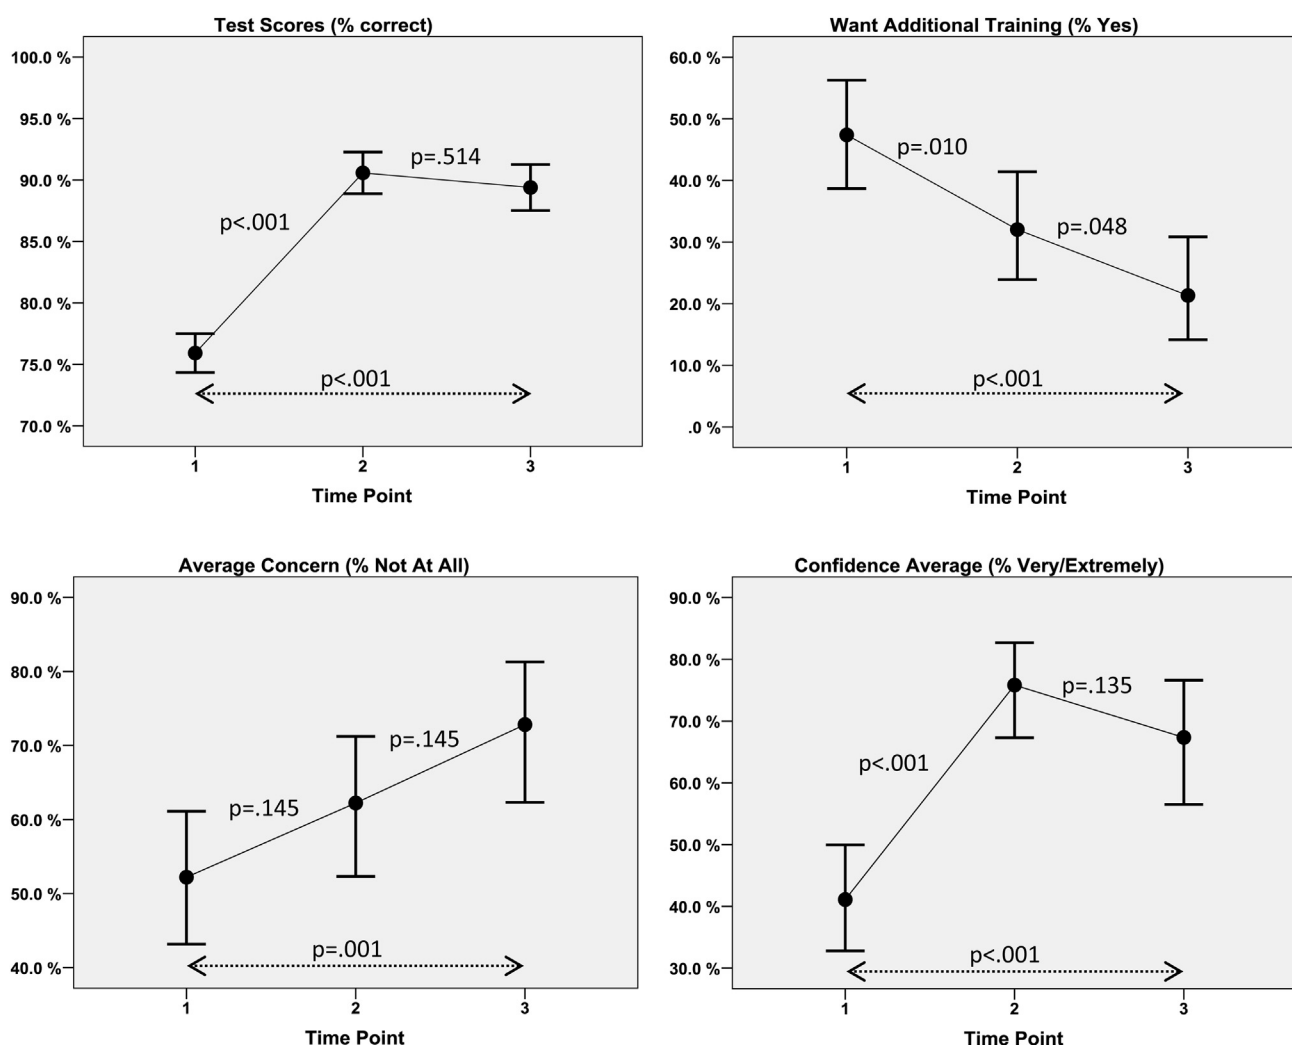 Test Scores (% correct)
100.0 %
95.0 %
90.0 %
85.0 %
80.0 %
75.0 %
70.0 %
p<.001
p=.514
p<.001
1
2
3
Time Point
Want Additional Training (% Yes)
60.0 %
50.0 %
40.0 %
30.0 %
20.0 %
10.0 %
.0 %
p=.010
p=.048
p<.001
1
2
3
Time Point
Average Concern (% Not At All)
90.0 %
80.0 %
70.0 %
60.0 %
50.0 %
40.0 %
p=.145
p=.145
p=.001
1
2
3
Time Point
Confidence Average (% Very/Extremely)
90.0 %
80.0 %
70.0 %
60.0 %
50.0 %
40.0 %
30.0 %
p<.001
p=.135
p<.001
1
2
3
Time Point